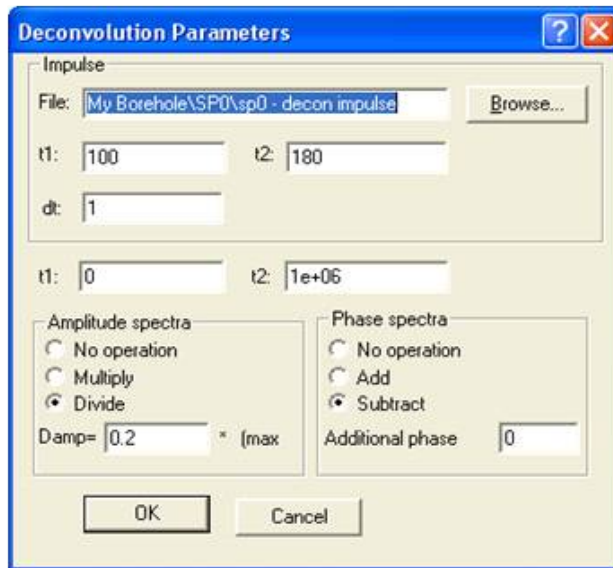 Deconvolution Parameters
Impulse
File: My Borehole\SP0\sp0 - decon impulse Browse...
t1: 100 t2: 180
dt: 1
t1: 0 t2: 1e+06
Amplitude spectra Phase spectra
No operation No operation
Multiply Add
Divide Subtract
Damp= 0.2 * (max Additional phase 0
OK Cancel